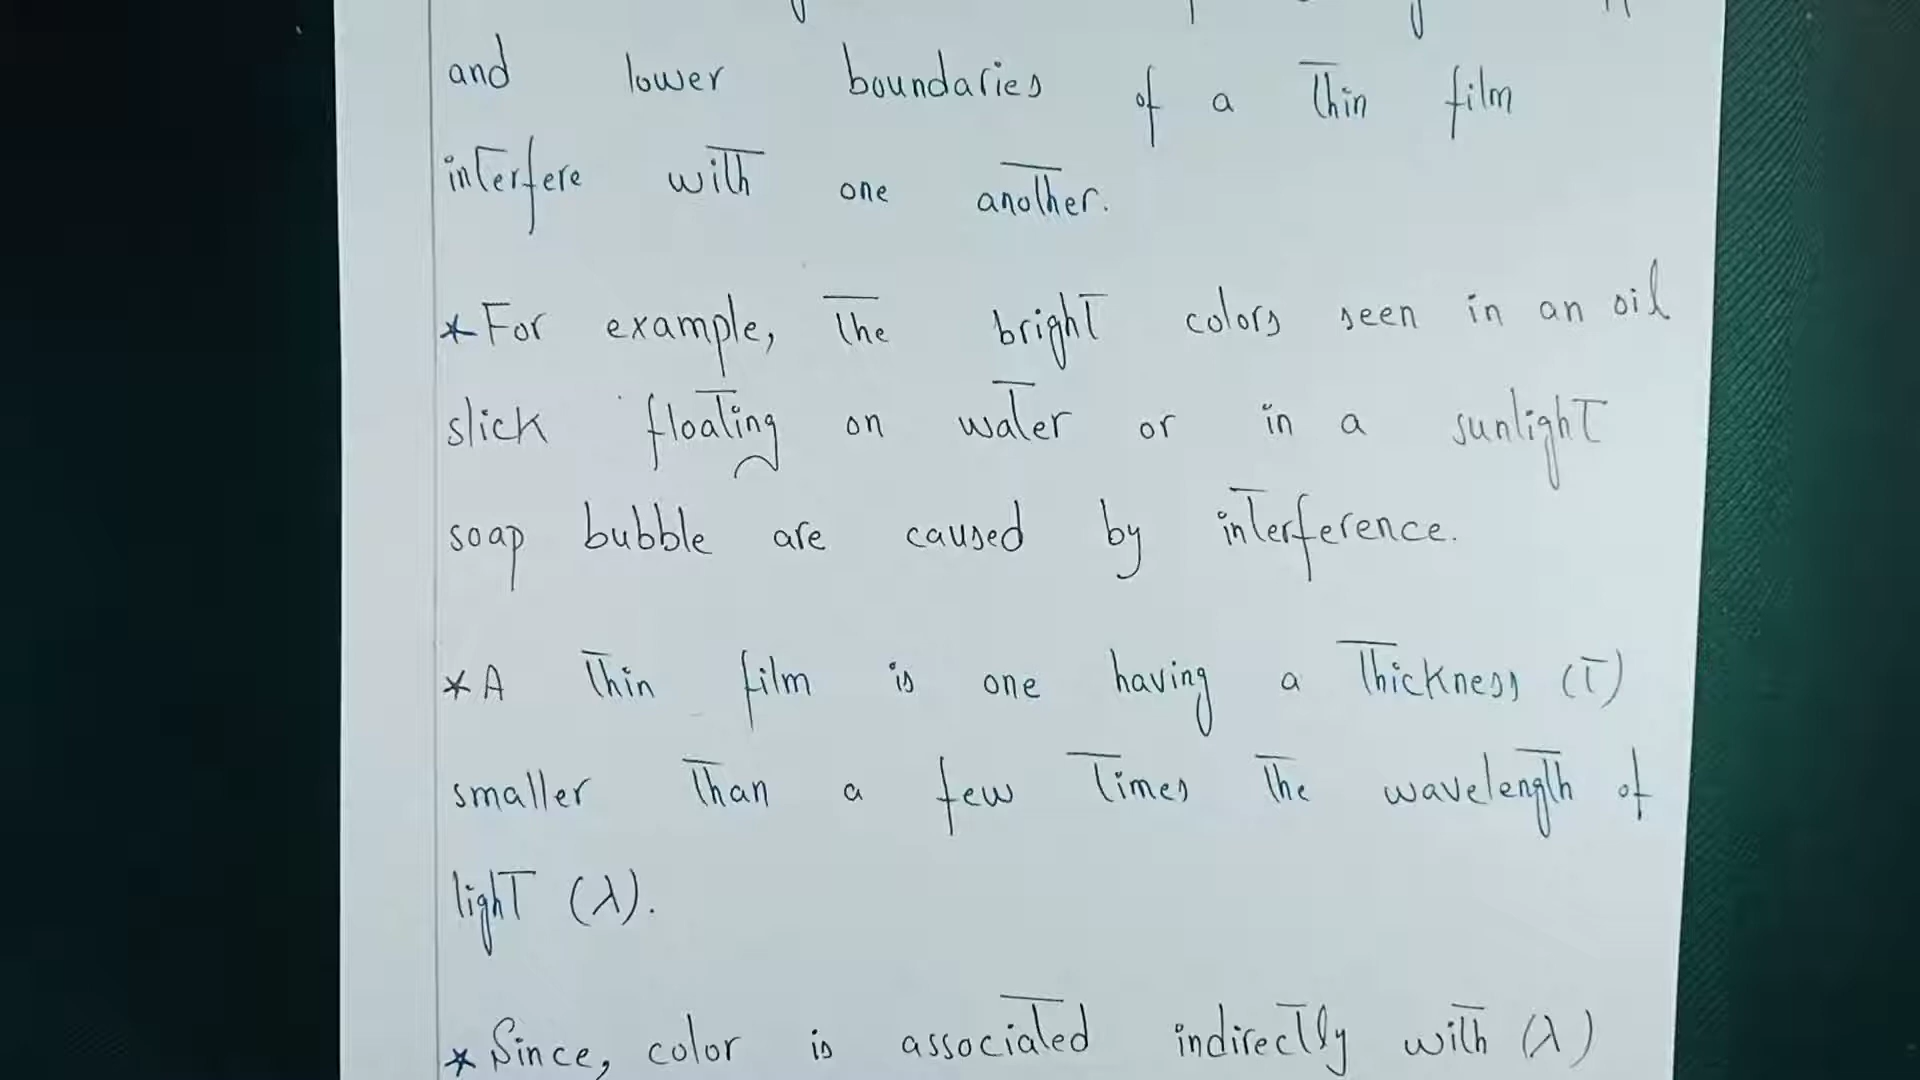 and lower boundaries of a thin film
interfere with one another.
*For example, the bright colors seen in an oil
slick floating on water or in a sunlight
soap bubble are caused by interference.
*A thin film is one having a thickness (T)
smaller than a few times the wavelength of
light (λ).
*Since, color is associated indirectly with (λ)